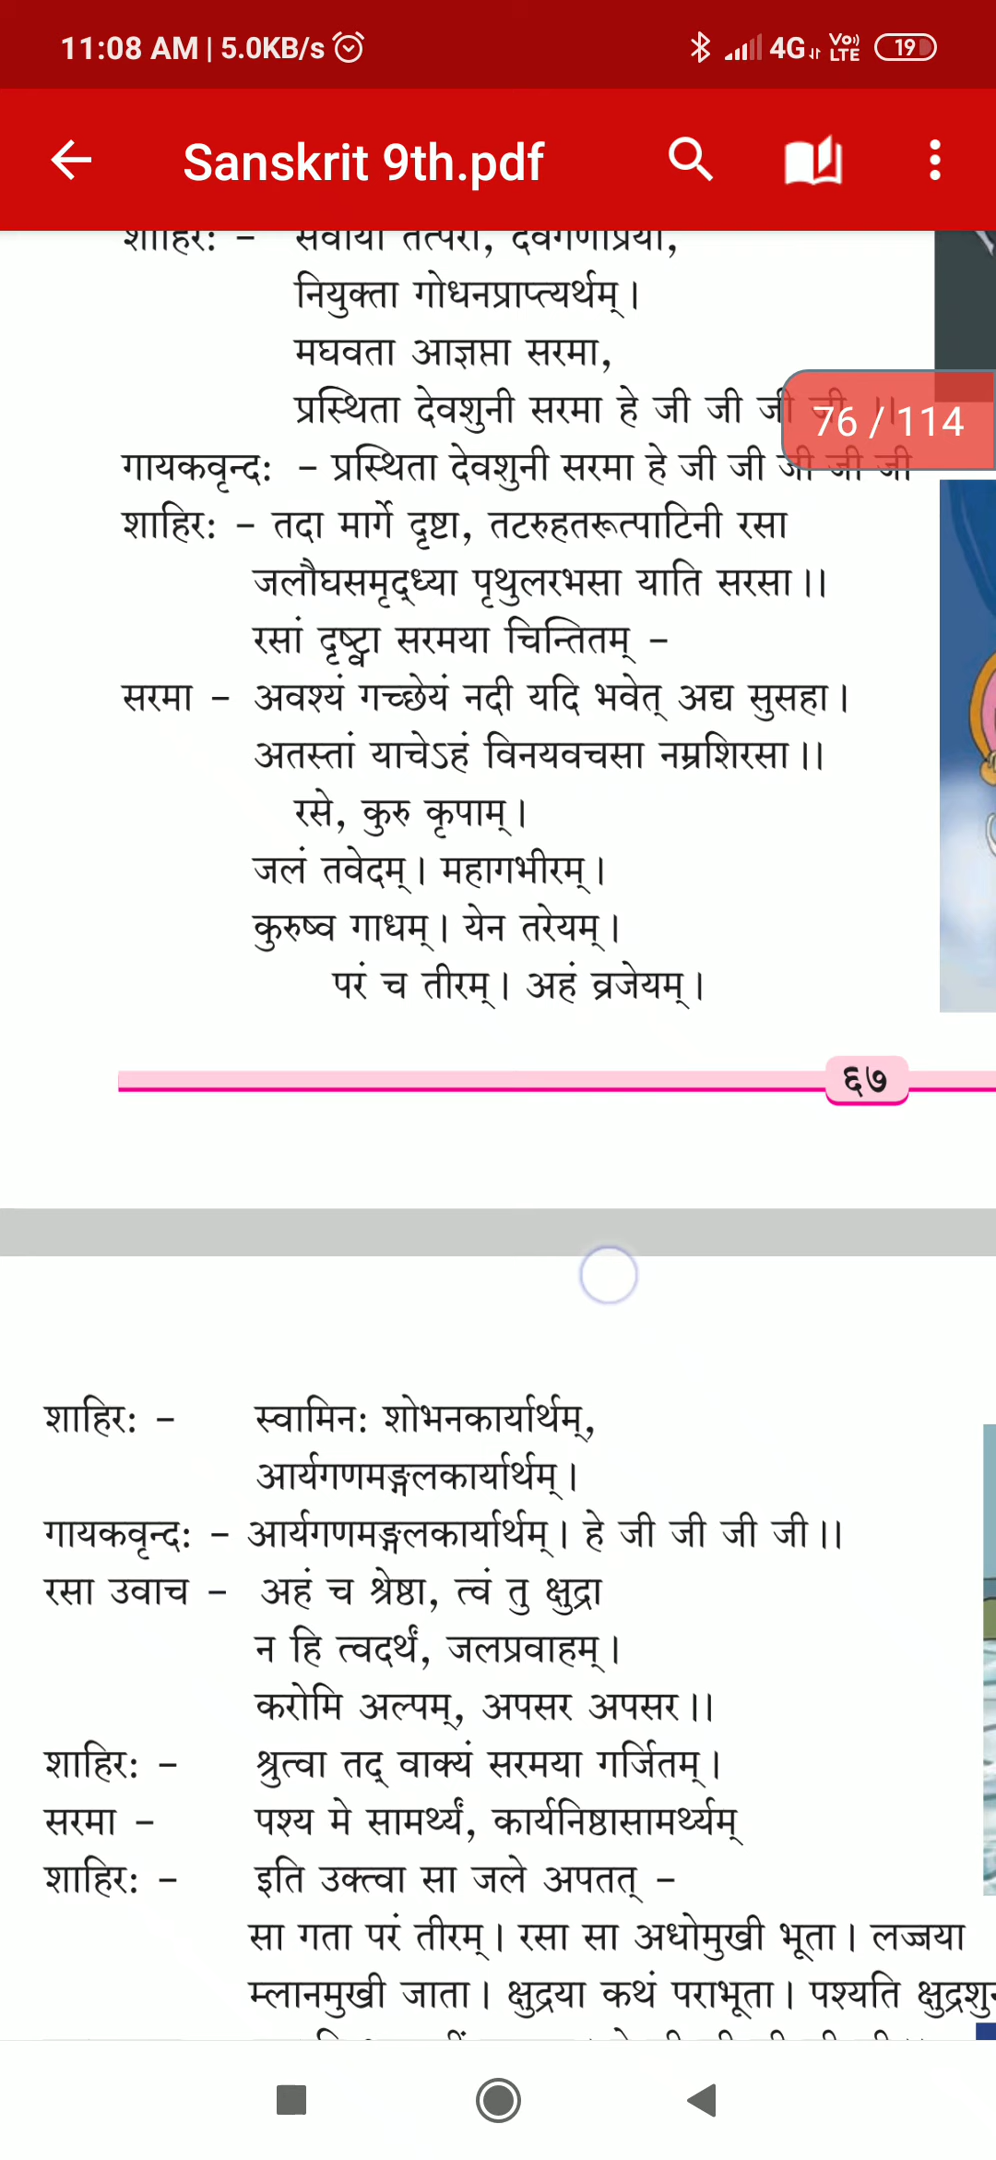 11:08 AM | 5.0KB/s 4G Vo)) LTE 19
Sanskrit 9th.pdf
शाहिर: –
नियुक्ता गोधनप्राप्त्यर्थम् ।
मघवता आज्ञप्ता सरमा,
प्रस्थिता देवशुनी सरमा हे जी जी जी जी ।।
76 / 114
गायकवृन्द: – प्रस्थिता देवशुनी सरमा हे जी जी जी जी जी
शाहिर: – तदा मार्गे दृष्टा, तटरुहतरूत्पाटिनी रसा
जलौघसमृद्ध्या पृथुलरभसा याति सरसा ।।
रसां दृष्ट्वा सरमया चिन्तितम् –
सरमा – अवश्यं गच्छेयं नदी यदि भवेत् अद्य सुसहा ।
अतस्तां याचेऽहं विनयवचसा नम्रशिरसा ।।
रसे, कुरु कृपाम् ।
जलं तवेदम् । महागभीरम् ।
कुरुष्व गाधम् । येन तरेयम् ।
परं च तीरम् । अहं व्रजेयम् ।
६७
शाहिर: – स्वामिन: शोभनकार्यार्थम्,
आर्यगणमङ्गलकार्यार्थम् ।
गायकवृन्द: – आर्यगणमङ्गलकार्यार्थम् । हे जी जी जी जी ।।
रसा उवाच – अहं च श्रेष्ठा, त्वं तु क्षुद्रा
न हि त्वदर्थं, जलप्रवाहम् ।
करोमि अल्पम्, अपसर अपसर ।।
शाहिर: – श्रुत्वा तद् वाक्यं सरमया गर्जितम् ।
सरमा – पश्य मे सामर्थ्यं, कार्यनिष्ठासामर्थ्यम्
शाहिर: – इति उक्त्वा सा जले अपतत् –
सा गता परं तीरम् । रसा सा अधोमुखी भूता । लज्जया
म्लानमुखी जाता । क्षुद्रया कथं पराभूता । पश्यति